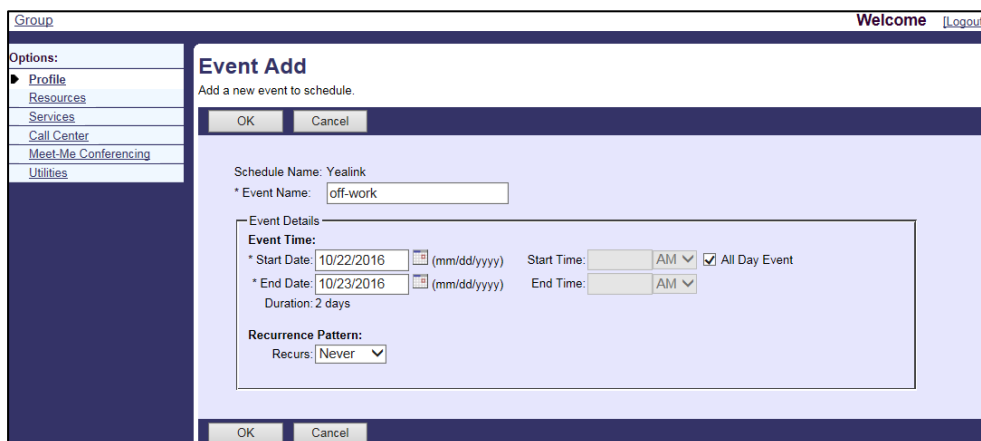 Group Welcome [Logout
Options:
Profile
Resources
Services
Call Center
Meet-Me Conferencing
Utilities
Event Add
Add a new event to schedule.
OK Cancel
Schedule Name: Yealink
* Event Name: off-work
Event Details
Event Time:
* Start Date: 10/22/2016 (mm/dd/yyyy) Start Time: AM All Day Event
* End Date: 10/23/2016 (mm/dd/yyyy) End Time: AM
Duration: 2 days
Recurrence Pattern:
Recurs: Never
OK Cancel